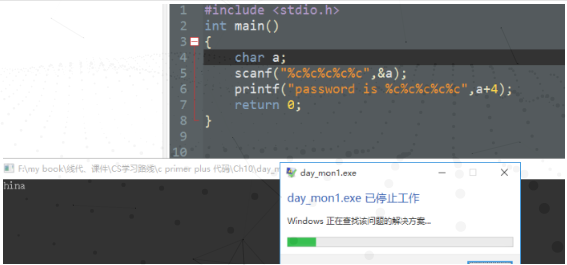 1 #include <stdio.h>
2 int main()
3 {
4 char a;
5 scanf("%c%c%c%c%c",&a);
6 printf("password is %c%c%c%c%c",a+4);
7 return 0;
8 }
9
10
F:\my book\线代、课件\CS学习路线\c primer plus 代码\Ch10\day_m
hina
day_mon1.exe
day_mon1.exe 已停止工作
Windows 正在查找该问题的解决方案...